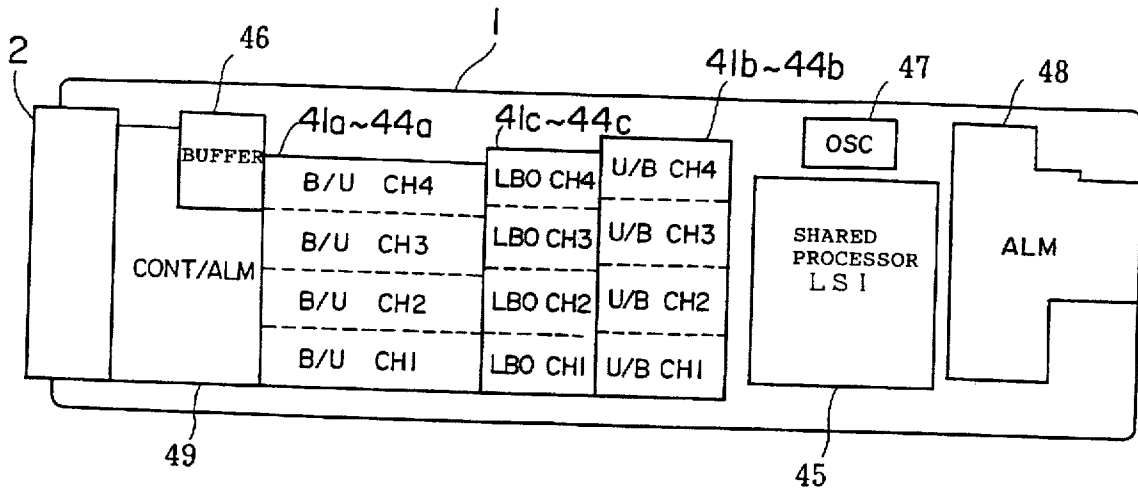 1
46
2
41b~44b
47
48
41a~44a
41c~44c
BUFFER
OSC
B/U CH4
LBO CH4
U/B CH4
B/U CH3
LBO CH3
U/B CH3
SHARED
PROCESSOR
LSI
ALM
CONT/ALM
B/U CH2
LBO CH2
U/B CH2
B/U CH1
LBO CH1
U/B CH1
49
45